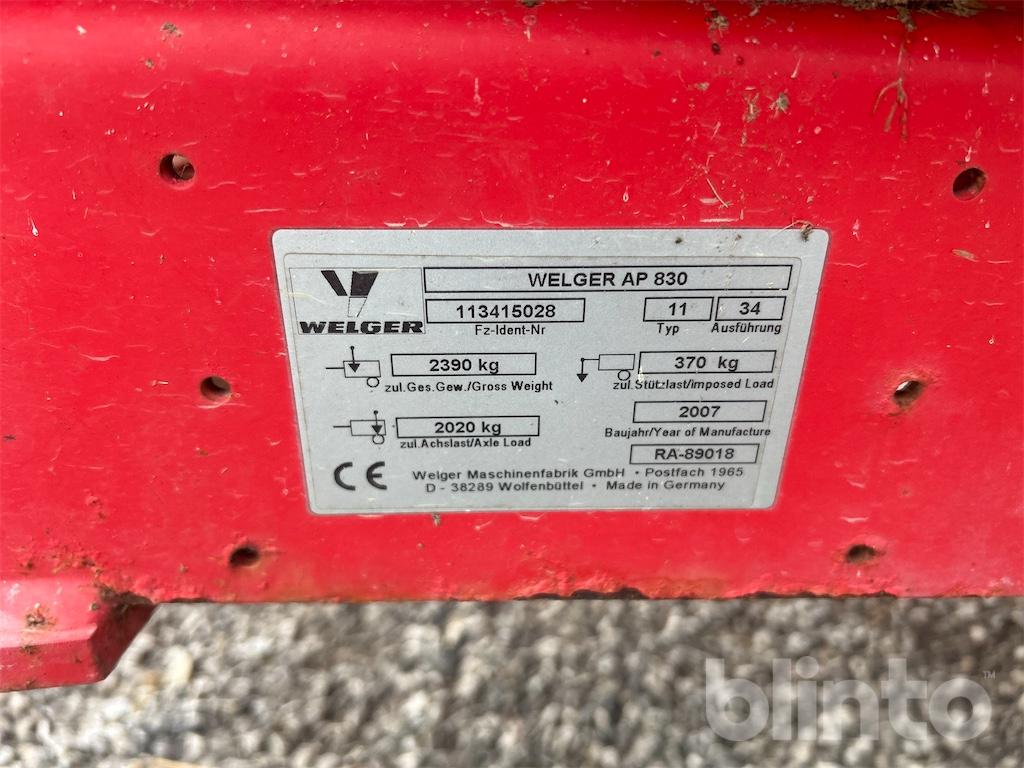 WELGER
WELGER AP 830
113415028 11 34
Fz-Ident-Nr Typ Ausführung
2390 kg 370 kg
zul.Ges.Gew./Gross Weight zul.Stützlast/imposed Load
2020 kg 2007
zul.Achslast/Axle Load Baujahr/Year of Manufacture
RA-89018
CE Welger Maschinenfabrik GmbH • Postfach 1965
D - 38289 Wolfenbüttel • Made in Germany
blinto™